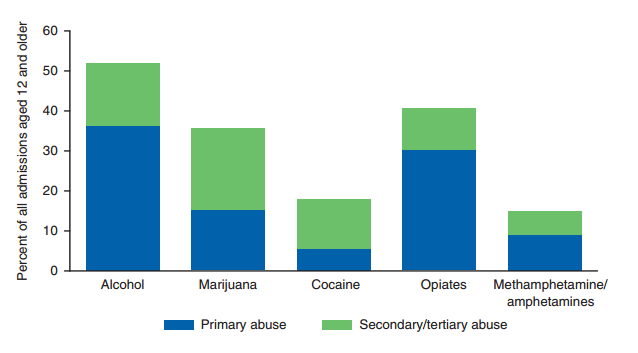 Percent of all admissions aged 12 and older
60
50
40
30
20
10
0
Alcohol
Marijuana
Cocaine
Opiates
Methamphetamine/
amphetamines
Primary abuse
Secondary/tertiary abuse